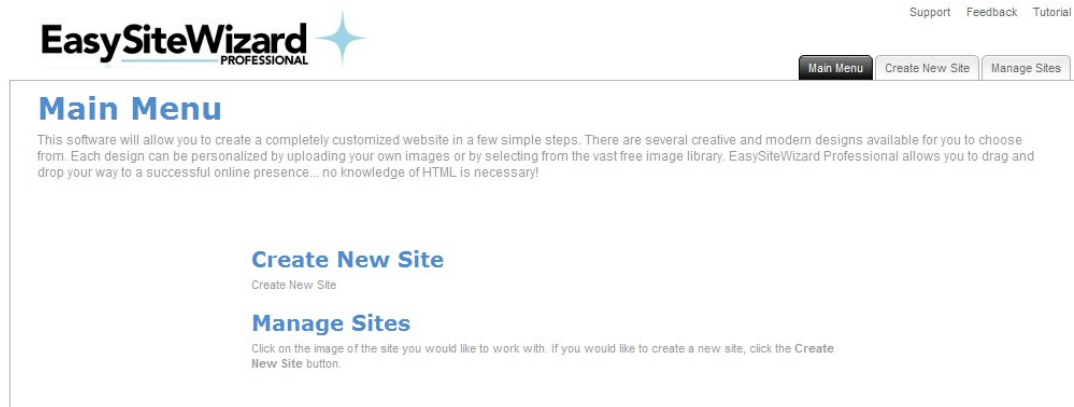 Support Feedback Tutorial
EasySiteWizard
PROFESSIONAL
Main Menu Create New Site Manage Sites
Main Menu
This software will allow you to create a completely customized website in a few simple steps. There are several creative and modern designs available for you to choose
from. Each design can be personalized by uploading your own images or by selecting from the vast free image library. EasySiteWizard Professional allows you to drag and
drop your way to a successful online presence... no knowledge of HTML is necessary!
Create New Site
Create New Site
Manage Sites
Click on the image of the site you would like to work with. If you would like to create a new site, click the Create
New Site button.